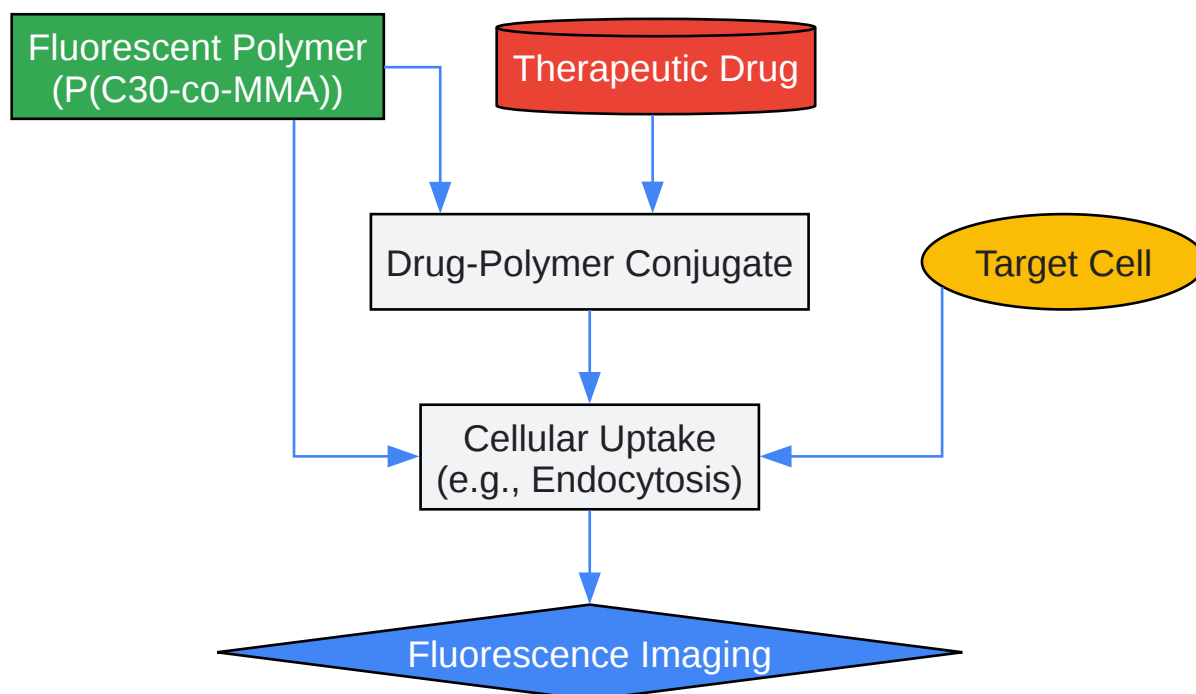 Fluorescent Polymer
(P(C30-co-MMA))
Therapeutic Drug
Drug-Polymer Conjugate
Target Cell
Cellular Uptake
(e.g., Endocytosis)
Fluorescence Imaging